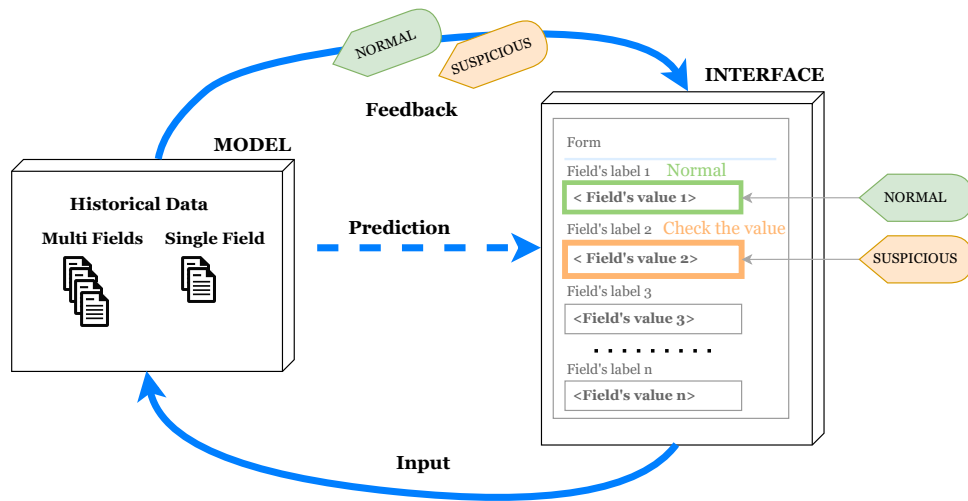 NORMAL
SUSPICIOUS
Feedback
INTERFACE
MODEL
Historical Data
Multi Fields
Single Field
Prediction
Form
Field's label 1 Normal
< Field's value 1>
Field's label 2 Check the value
< Field's value 2>
Field's label 3
<Field's value 3>
. . . . . . . . .
Field's label n
<Field's value n>
NORMAL
SUSPICIOUS
Input